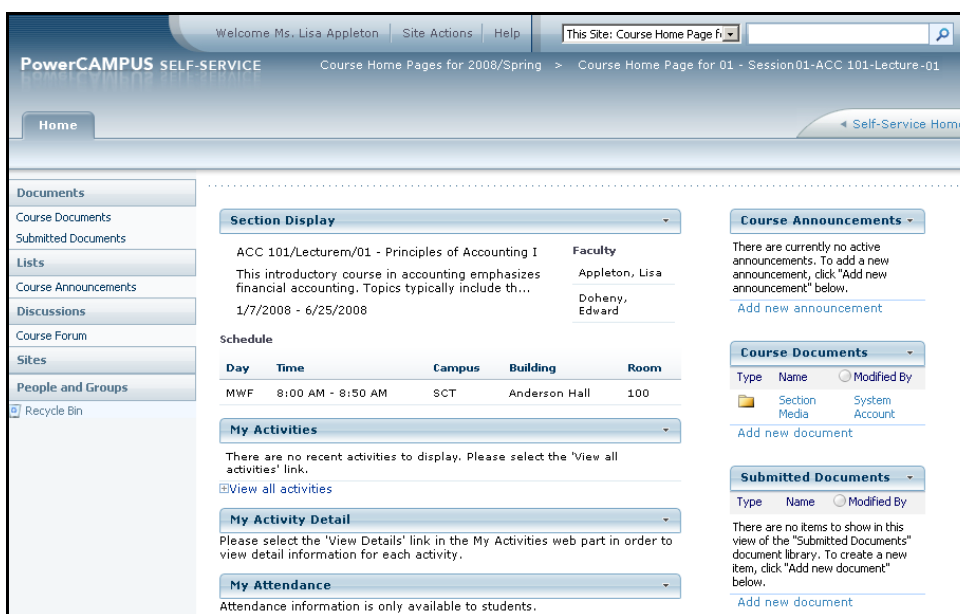 Welcome Ms. Lisa Appleton Site Actions Help This Site: Course Home Page f
PowerCAMPUS SELF-SERVICE Course Home Pages for 2008/Spring > Course Home Page for 01 - Session01-ACC 101-Lecture-01
Home
Self-Service Home
Documents
Course Documents
Submitted Documents
Lists
Course Announcements
Discussions
Course Forum
Sites
People and Groups
Recycle Bin
Section Display
ACC 101/Lecturem/01 - Principles of Accounting I
This introductory course in accounting emphasizes
financial accounting. Topics typically include th...
1/7/2008 - 6/25/2008
Faculty
Appleton, Lisa
Doheny,
Edward
Schedule
Day Time Campus Building Room
MWF 8:00 AM - 8:50 AM SCT Anderson Hall 100
My Activities
There are no recent activities to display. Please select the 'View all
activities' link.
View all activities
My Activity Detail
Please select the 'View Details' link in the My Activities web part in order to
view detail information for each activity.
My Attendance
Attendance information is only available to students.
Course Announcements
There are currently no active
announcements. To add a new
announcement, click "Add new
announcement" below.
Add new announcement
Course Documents
Type Name Modified By
Section System
Media Account
Add new document
Submitted Documents
Type Name Modified By
There are no items to show in this
view of the "Submitted Documents"
document library. To create a new
item, click "Add new document"
below.
Add new document